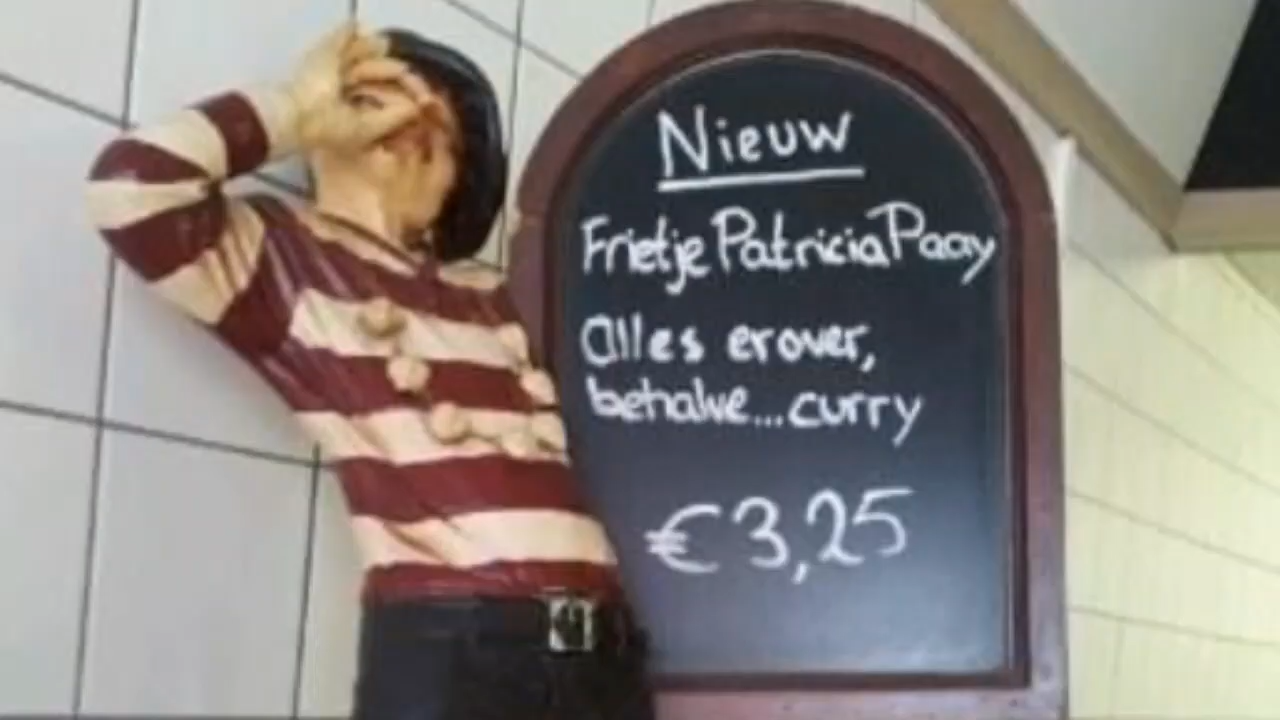 Nieuw
Frietje Patricia Paay
alles erover,
behalve...curry
€ 3,25